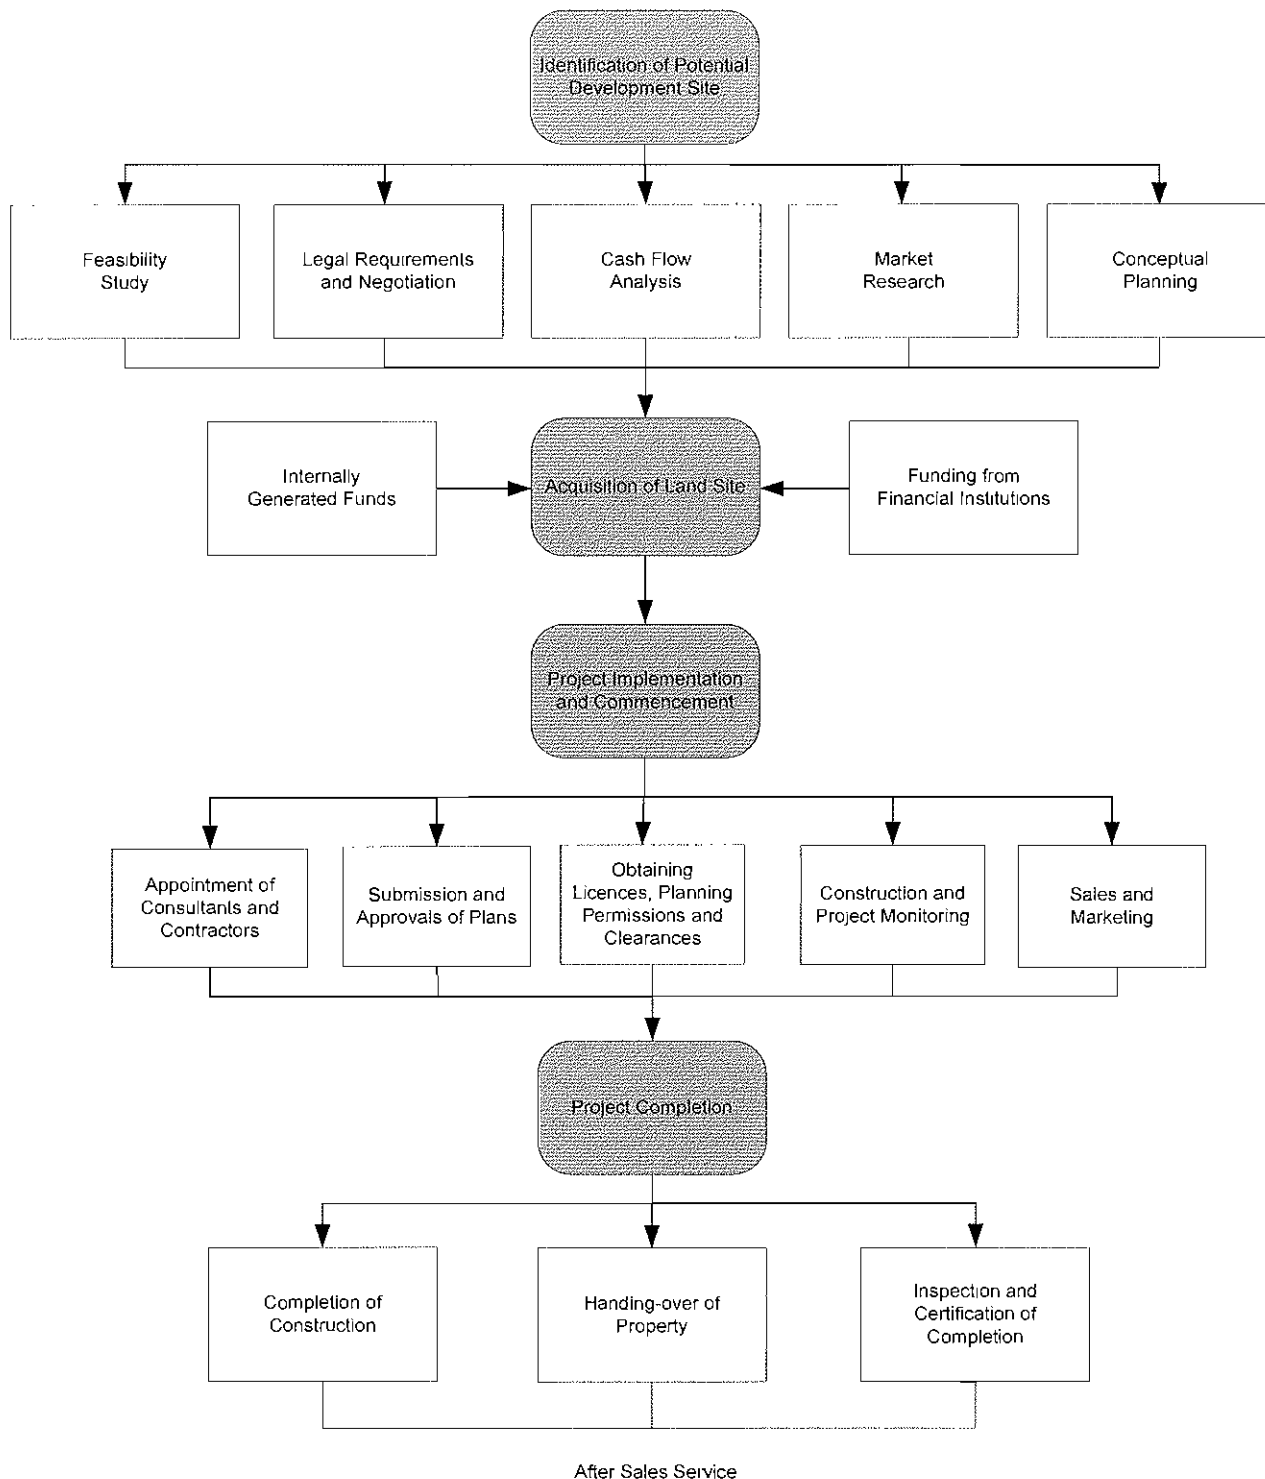 Identification of Potential
Development Site
Feasibility
Study
Legal Requirements
and Negotiation
Cash Flow
Analysis
Market
Research
Conceptual
Planning
Internally
Generated Funds
Acquisition of Land Site
Funding from
Financial Institutions
Project Implementation
and Commencement
Appointment of
Consultants and
Contractors
Submission and
Approvals of Plans
Obtaining
Licences, Planning
Permissions and
Clearances
Construction and
Project Monitoring
Sales and
Marketing
Project Completion
Completion of
Construction
Handing-over of
Property
Inspection and
Certification of
Completion
After Sales Service